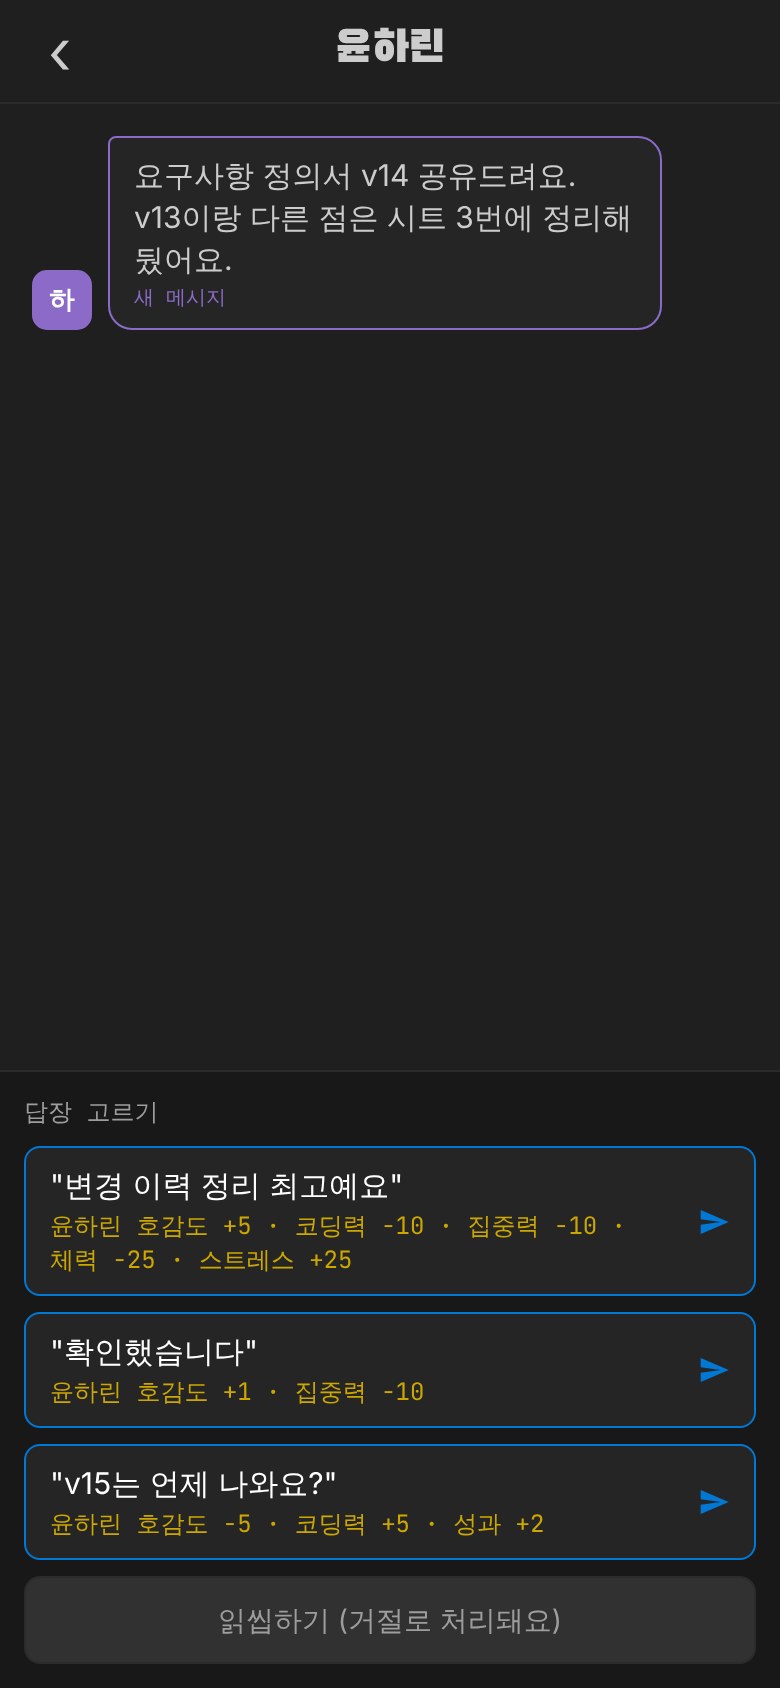 윤하린
요구사항 정의서 v14 공유드려요.
v13이랑 다른 점은 시트 3번에 정리해
뒀어요.
새 메시지
하
답장 고르기
"변경 이력 정리 최고예요"
윤하린 호감도 +5 · 코딩력 -10 · 집중력 -10 ·
체력 -25 · 스트레스 +25
"확인했습니다"
윤하린 호감도 +1 · 집중력 -10
"v15는 언제 나와요?"
윤하린 호감도 -5 · 코딩력 +5 · 성과 +2
읽씹하기 (거절로 처리돼요)